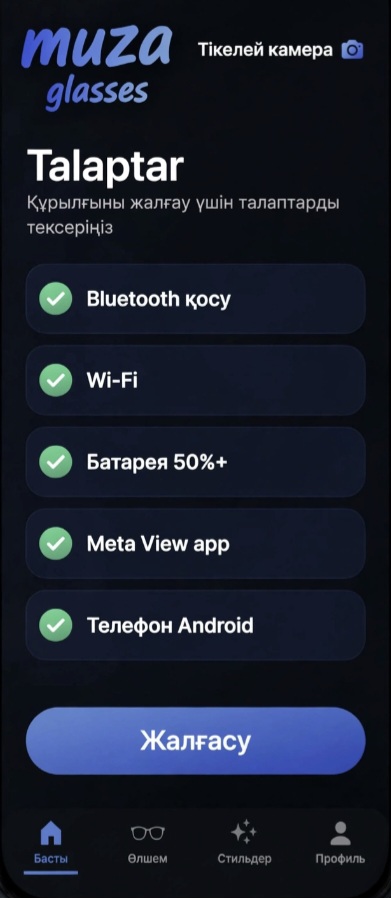 muza
glasses
Тікелей камера
Talaptar
Құрылғыны жалғау үшін талаптарды
тексеріңіз
Bluetooth қосу
Wi-Fi
Батарея 50%+
Meta View app
Телефон Android
Жалғасу
Басты
Өлшем
Стильдер
Профиль